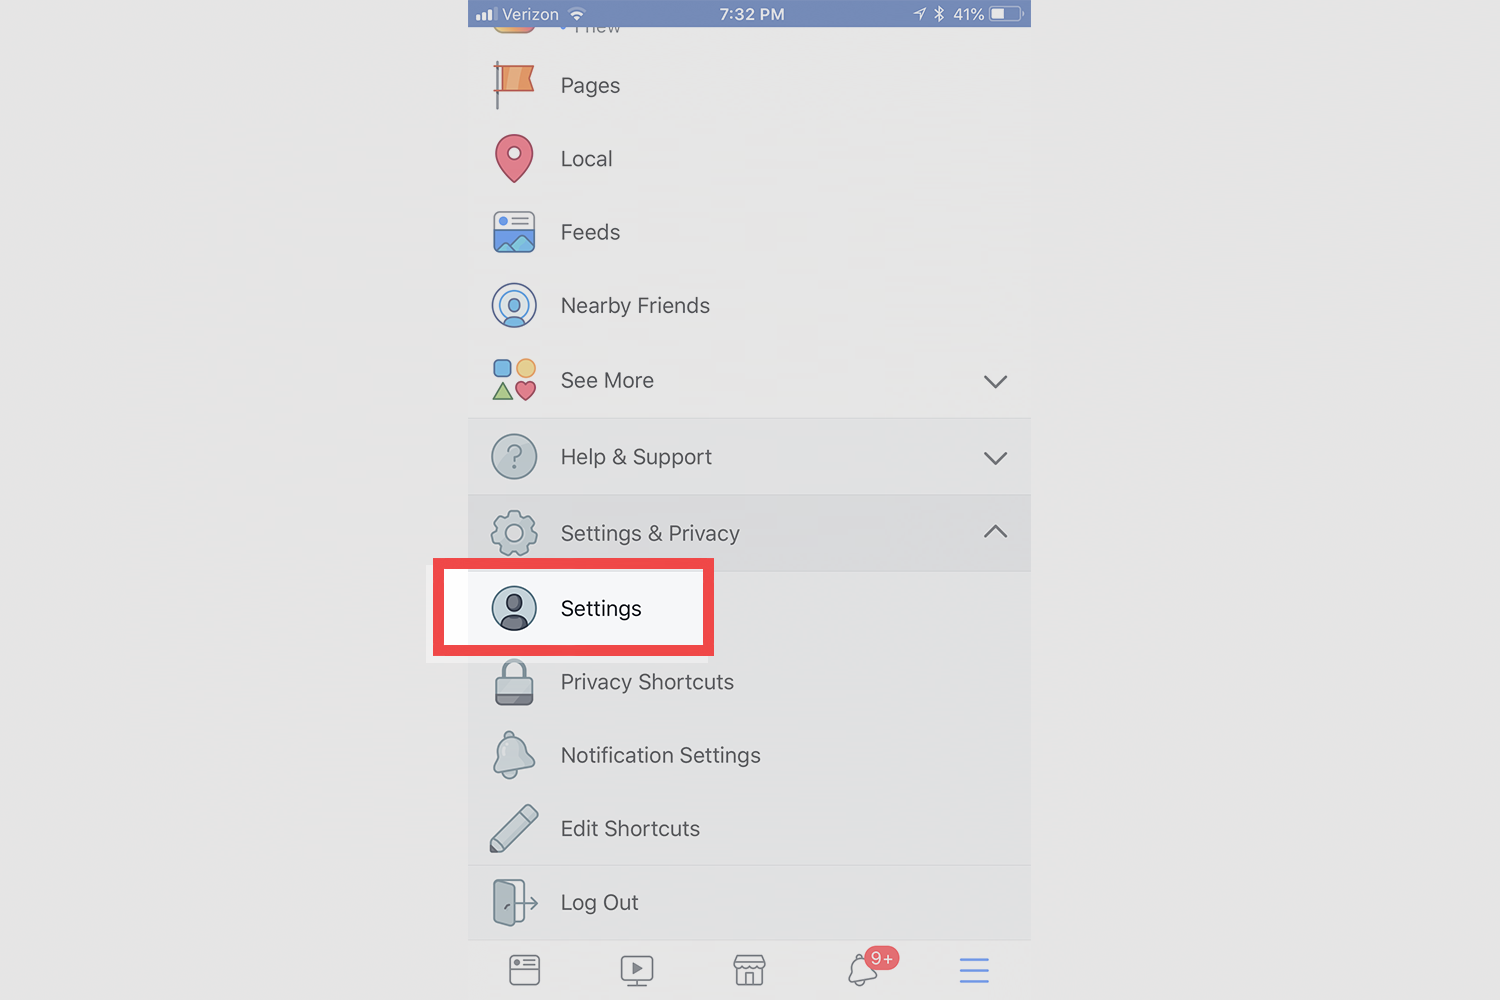 Verizon 7:32 PM 41%
new
Pages
Local
Feeds
Nearby Friends
See More
Help & Support
?
Settings & Privacy
Settings
Privacy Shortcuts
Notification Settings
Edit Shortcuts
Log Out
9+